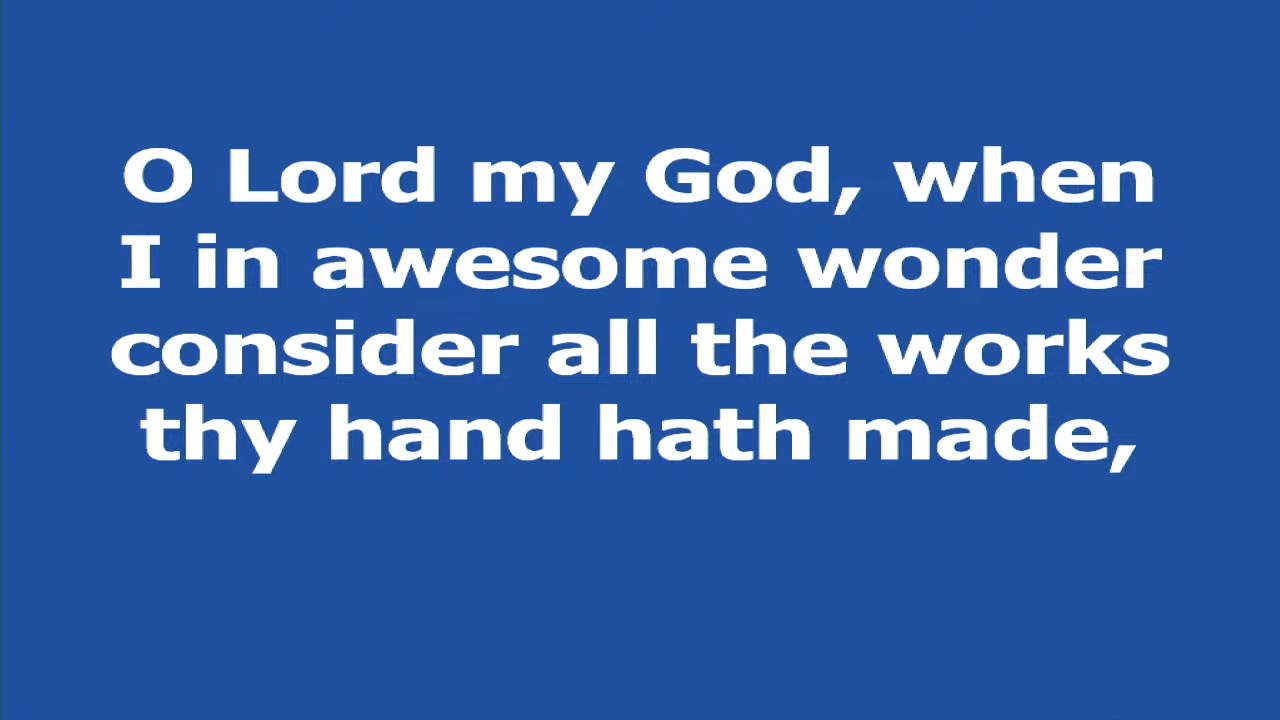 O Lord my God, when
I in awesome wonder
consider all the works
thy hand hath made,